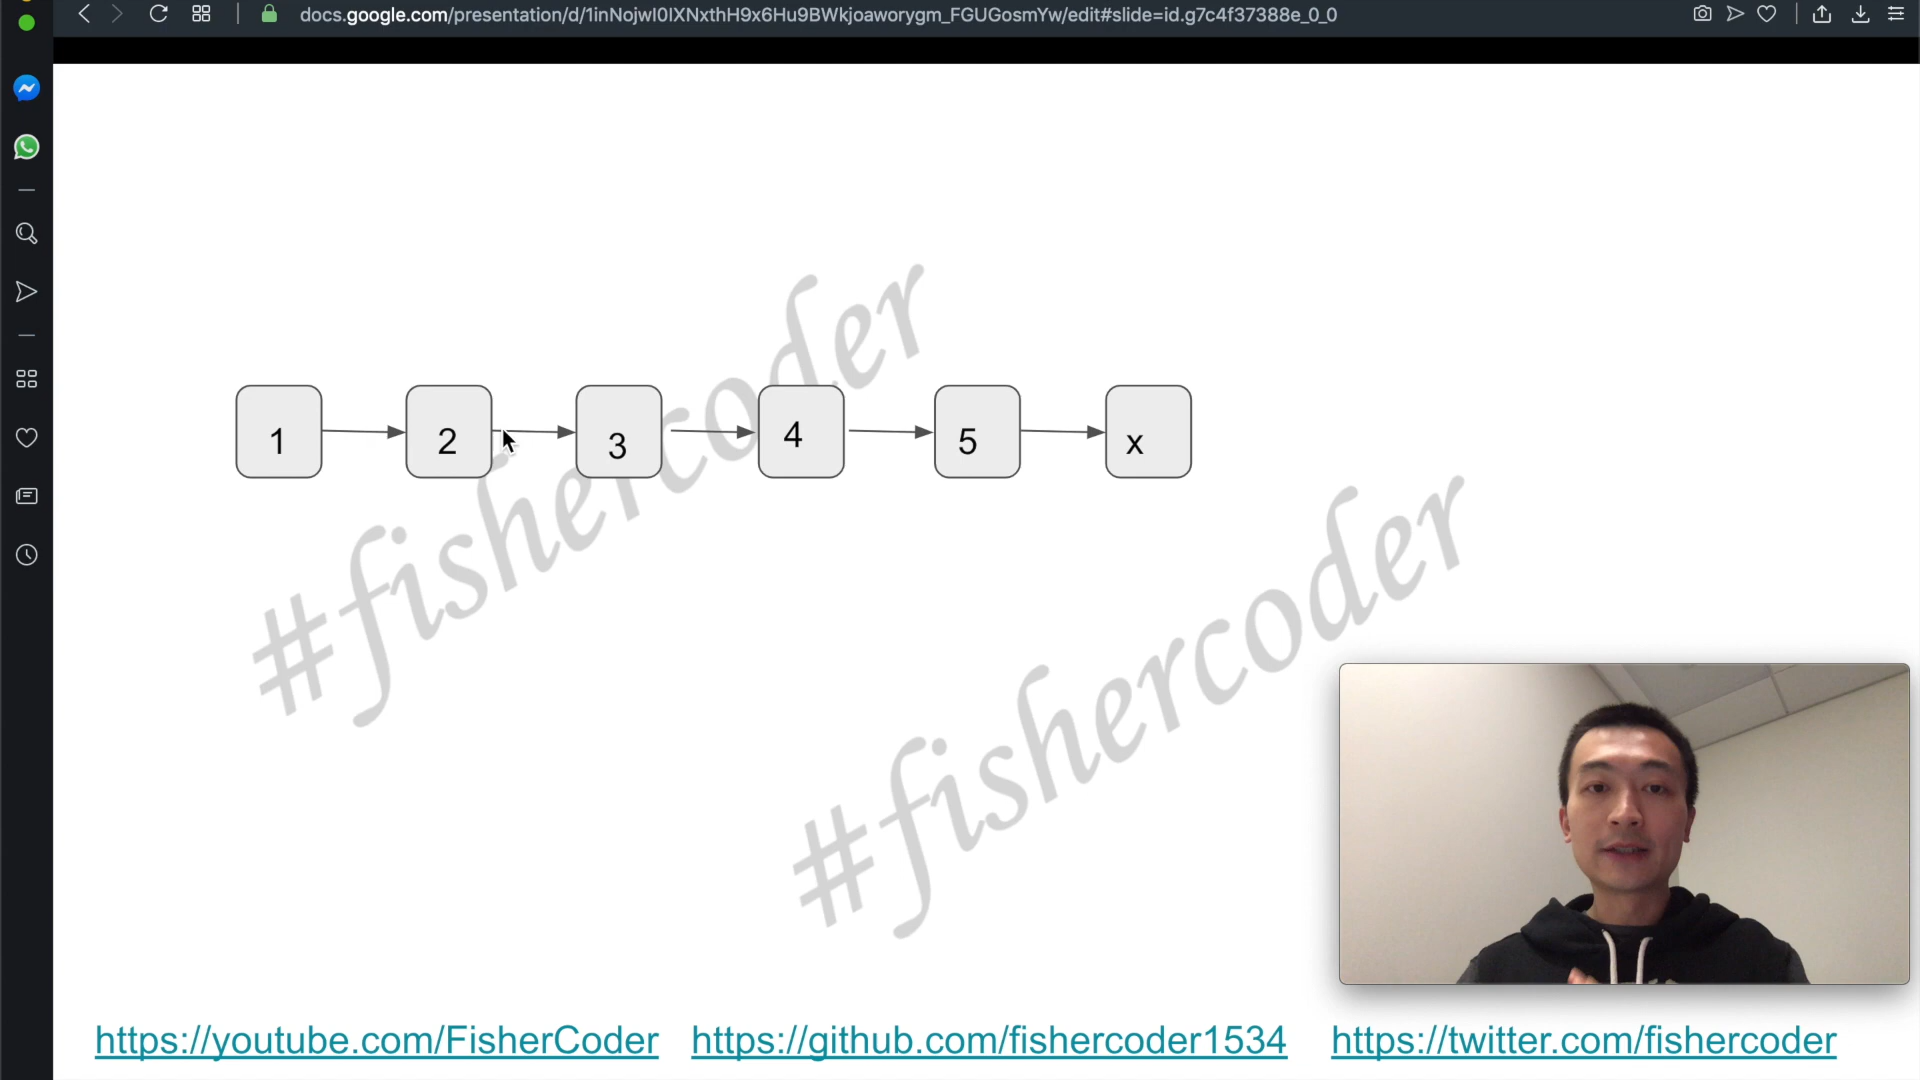 docs.google.com/presentation/d/1inNojwI0IXNxthH9x6Hu9BWkjoaworygm_FGUGosmYw/edit#slide=id.g7c4f37388e_0_0
1 2 3 4 5 x
#fishercoder
#fishercoder
https://youtube.com/FisherCoder https://github.com/fishercoder1534 https://twitter.com/fishercoder